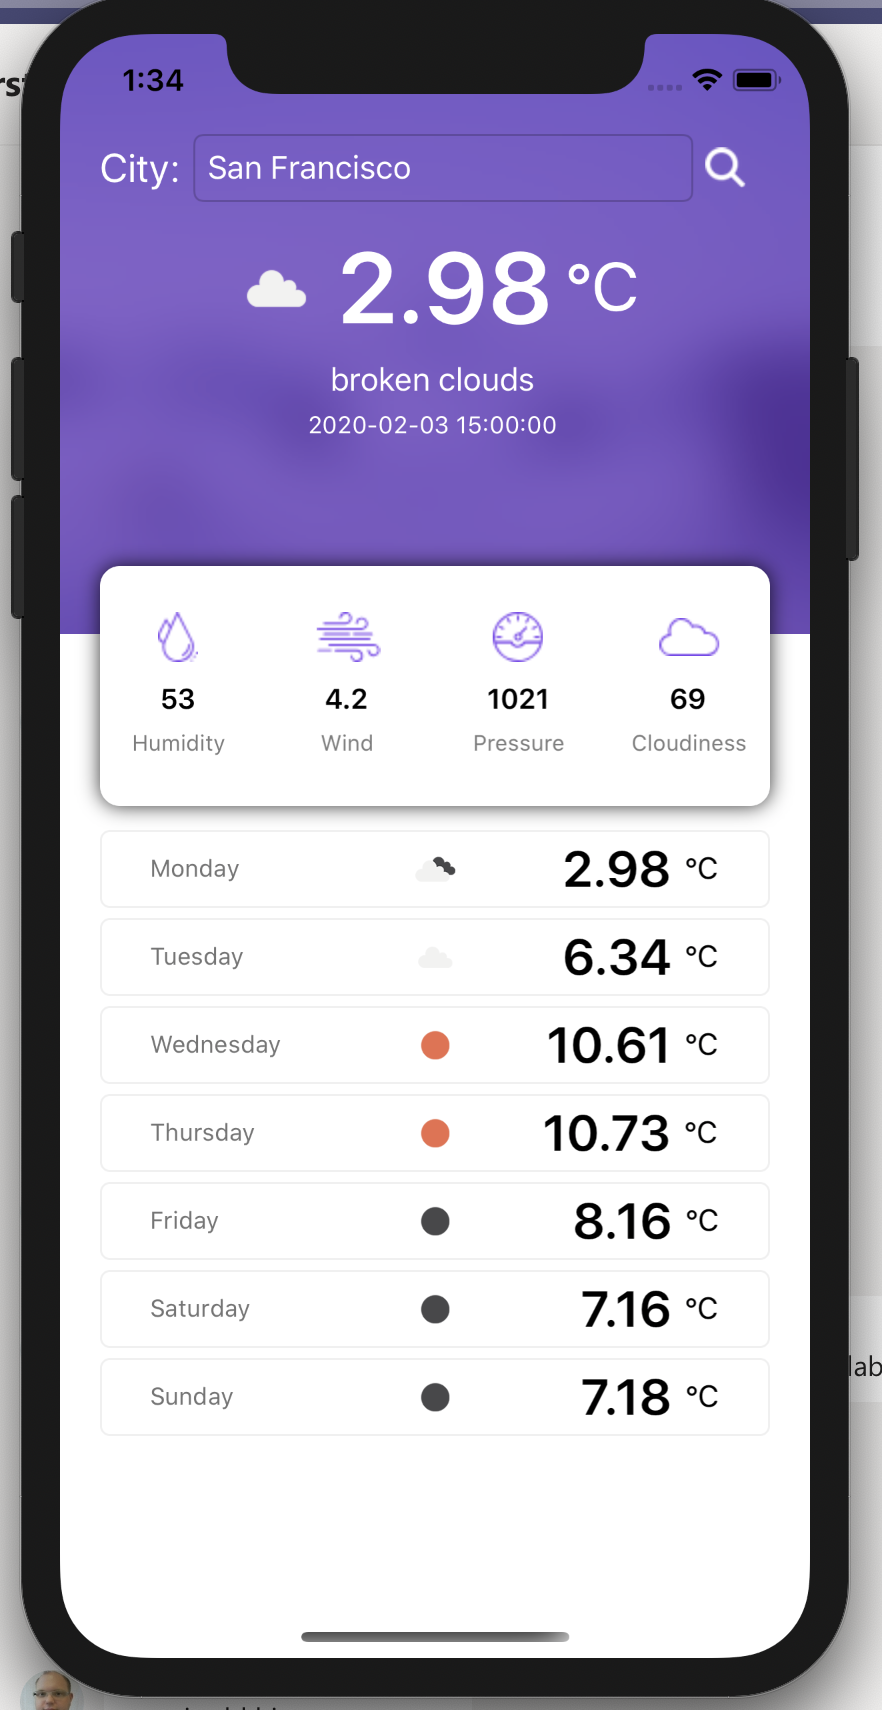 1:34
City: San Francisco
2.98 °C
broken clouds
2020-02-03 15:00:00
53 4.2 1021 69
Humidity Wind Pressure Cloudiness
Monday 2.98 °C
Tuesday 6.34 °C
Wednesday 10.61 °C
Thursday 10.73 °C
Friday 8.16 °C
Saturday 7.16 °C
Sunday 7.18 °C